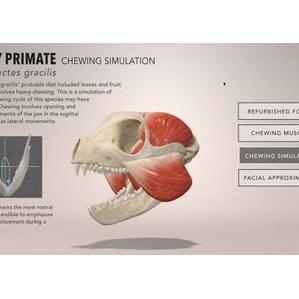 Y PRIMATE CHEWING SIMULATION
ectes gracilis
gracilis' probable diet included leaves and fruit;
volves heavy chewing. This is a simulation of
wing cycle of this species may have
Chewing involves opening and
ments of the jaw in the sagittal
as lateral movements.
racks the most rostral
andible to emphasize
placement during a
REFURBISHED FO
CHEWING MUSC
CHEWING SIMULA
FACIAL APPROXIM